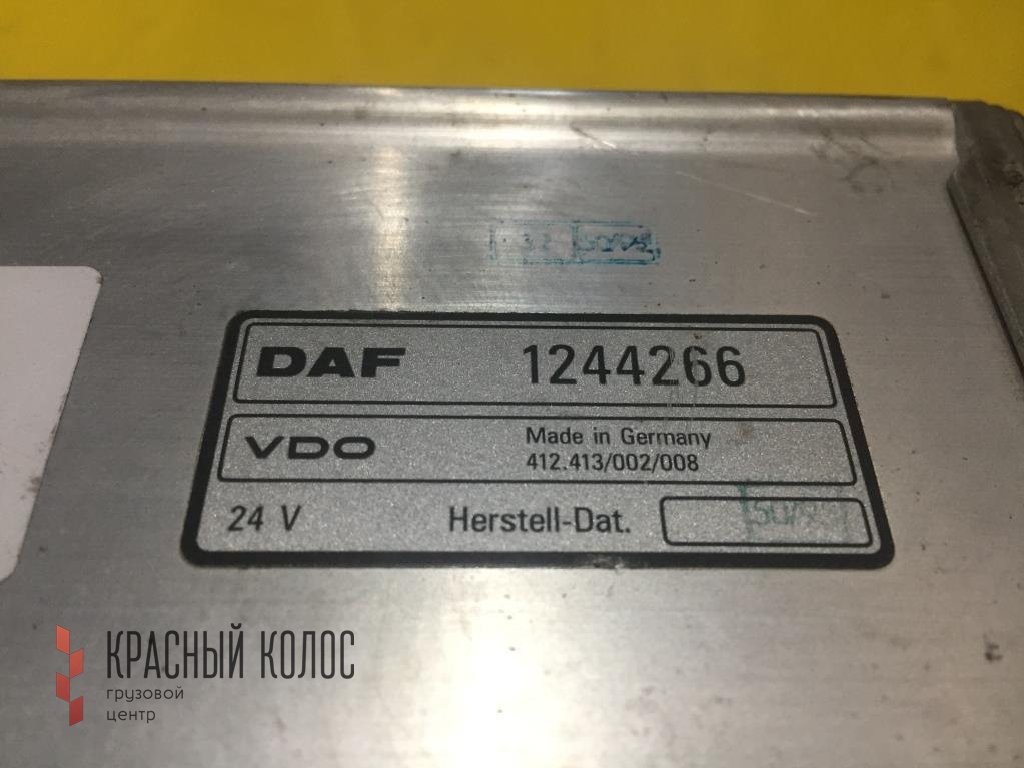 DAF 1244266
VDO
Made in Germany
412.413/002/008
24 V Herstell-Dat.
КРАСНЫЙ КОЛОС
грузовой
центр